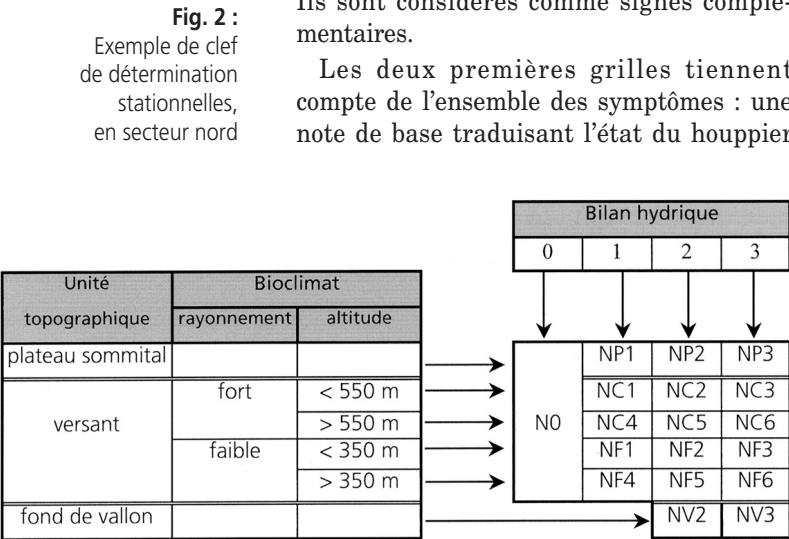 Fig. 2 :
Exemple de clef
de détermination
stationnelles,
en secteur nord
Ils sont considérés comme signes complé-
mentaires.
Les deux premières grilles tiennent
compte de l'ensemble des symptômes : une
note de base traduisant l'état du houppier
Bilan hydrique
0 1 2 3
Unité topographique Bioclimat
rayonnement altitude
plateau sommital NP1 NP2 NP3
versant fort < 550 m N0 NC1 NC2 NC3
> 550 m NC4 NC5 NC6
faible < 350 m NF1 NF2 NF3
> 350 m NF4 NF5 NF6
fond de vallon NV2 NV3